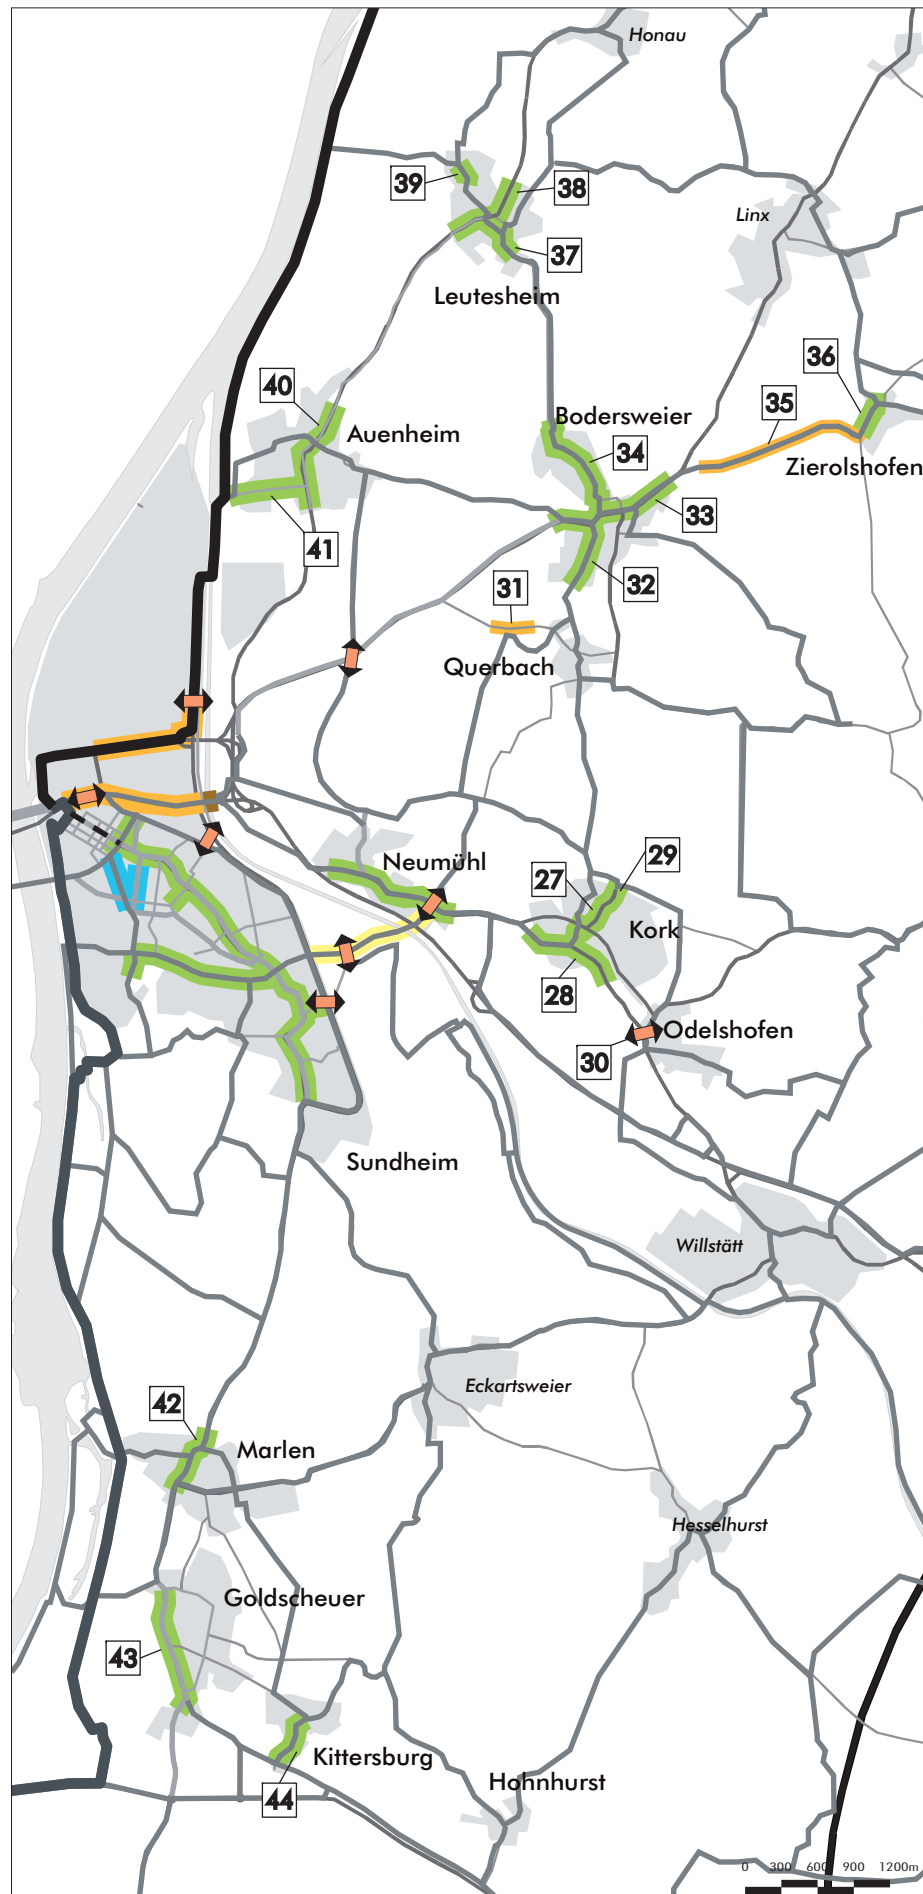 Honau
39
38
Linx
37
Leutesheim
36
40
35
Bodersweier
Auenheim
34
Zierolshofen
33
41
32
31
Querbach
Neumühl
29
27
Kork
28
Odelshofen
30
Sundheim
Willstätt
Eckartsweier
42
Marlen
Hesselhurst
Goldscheuer
43
Kittersburg
Hohnhurst
44
0 300 600 900 1200m